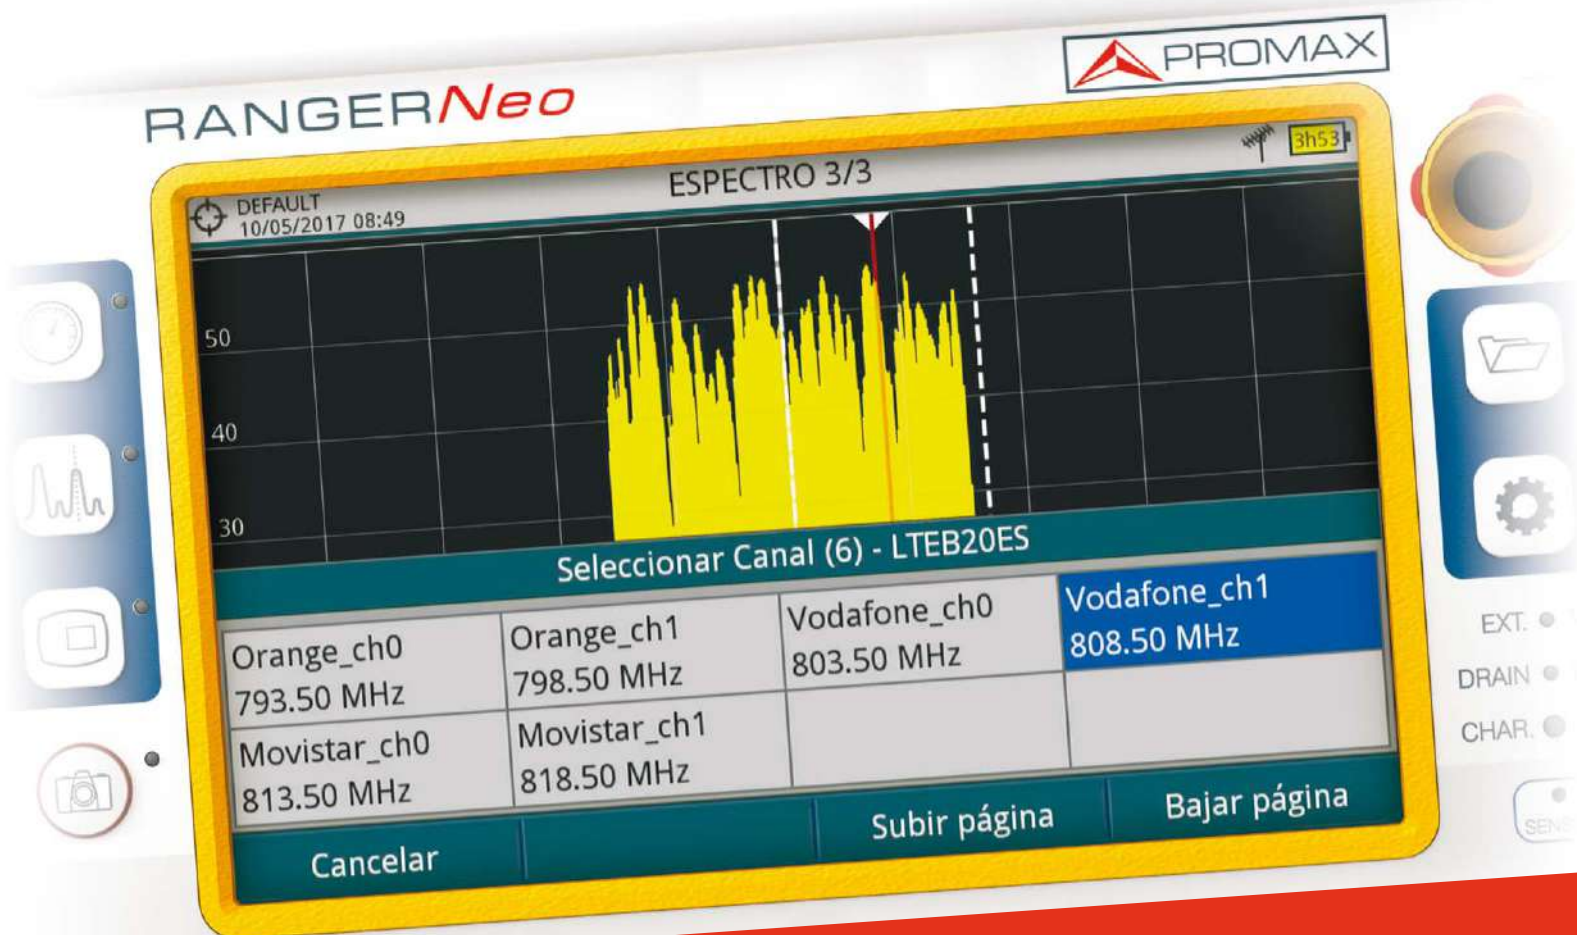 PROMAX
RANGERNeo
ESPECTRO 3/3
3h53
DEFAULT
10/05/2017 08:49
50
40
30
Seleccionar Canal (6) - LTEB20ES
Orange_ch0
793.50 MHz
Orange_ch1
798.50 MHz
Vodafone_ch0
803.50 MHz
Vodafone_ch1
808.50 MHz
Movistar_ch0
813.50 MHz
Movistar_ch1
818.50 MHz
Cancelar
Subir página
Bajar página
EXT.
DRAIN
CHAR.